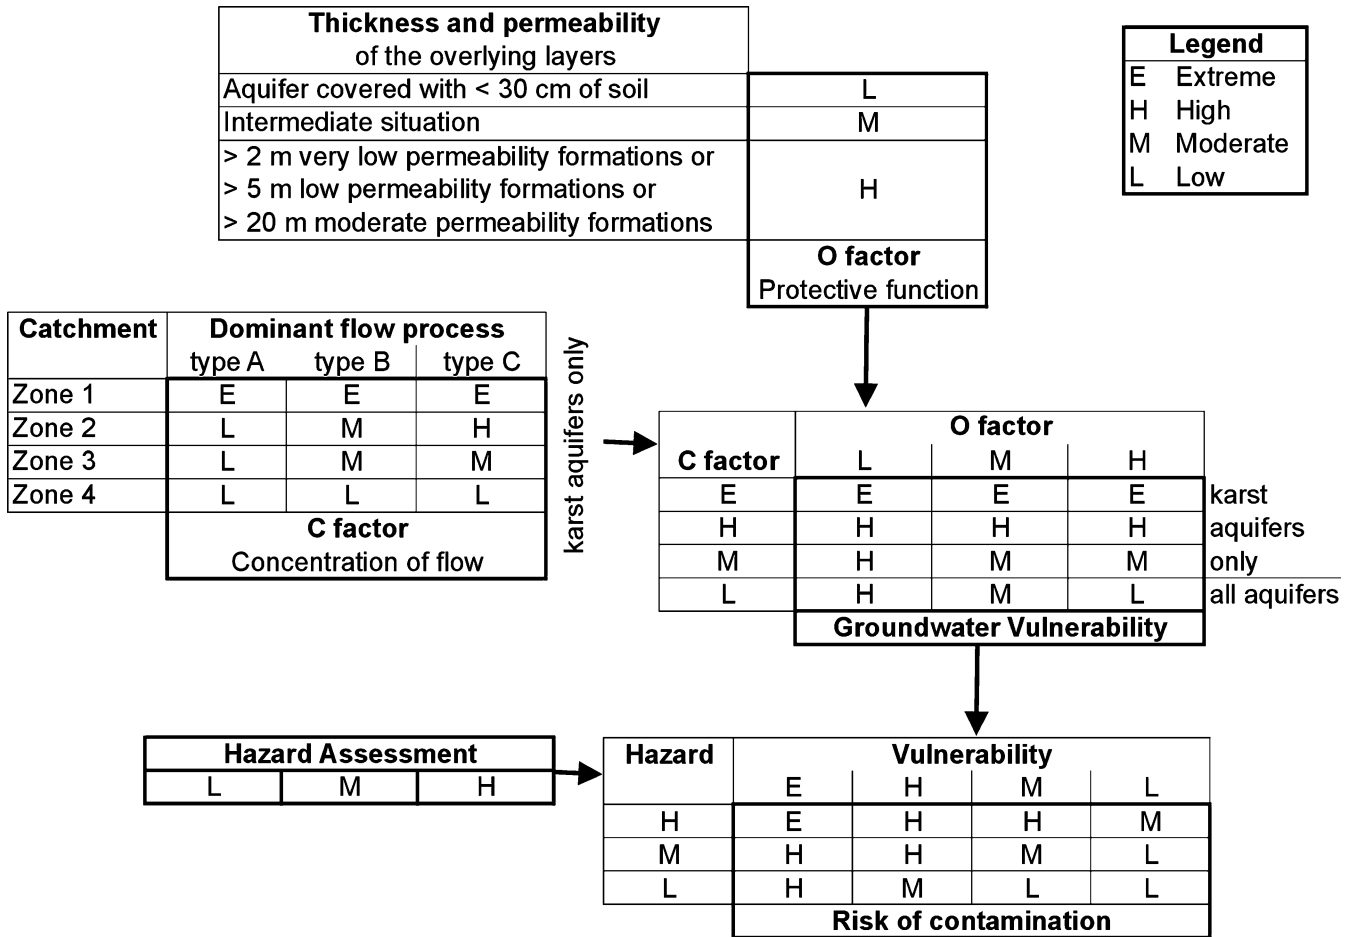 Thickness and permeability
of the overlying layers
Aquifer covered with < 30 cm of soil L
Intermediate situation M
> 2 m very low permeability formations or
> 5 m low permeability formations or H
> 20 m moderate permeability formations
O factor
Protective function
Legend
E Extreme
H High
M Moderate
L Low
Catchment Dominant flow process
type A type B type C
Zone 1 E E E
Zone 2 L M H
Zone 3 L M M
Zone 4 L L L
C factor
Concentration of flow
karst aquifers only
O factor
C factor L M H
E E E E karst
H H H H aquifers
M H M M only
L H M L all aquifers
Groundwater Vulnerability
Hazard Assessment
L M H
Hazard Vulnerability
E H M L
H E H H M
M H H M L
L H M L L
Risk of contamination